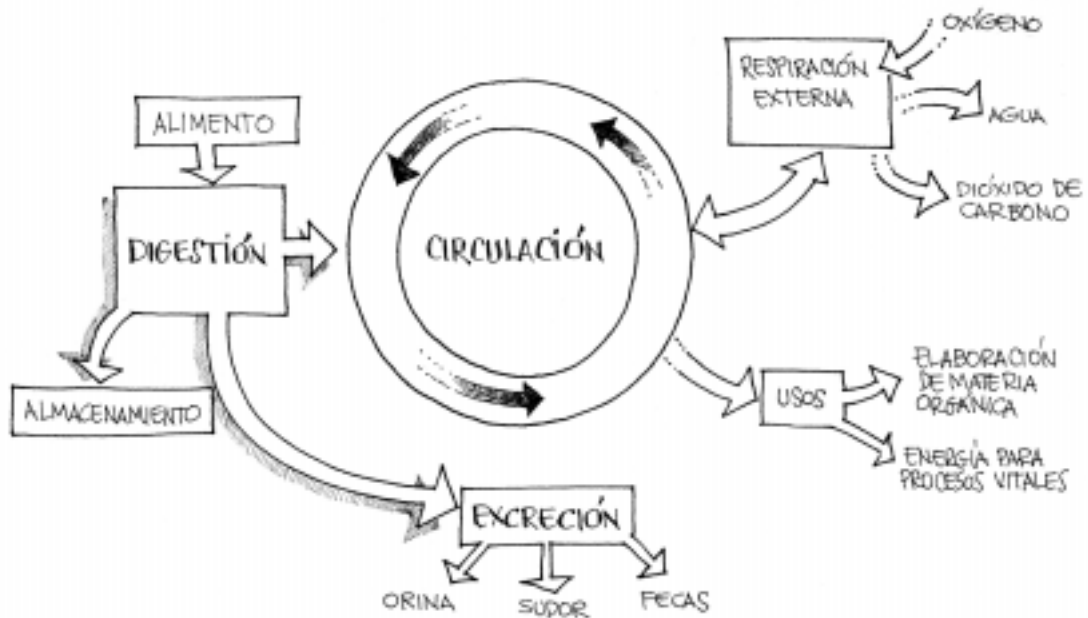 OXÍGENO
RESPIRACIÓN
EXTERNA
AGUA
DIÓXIDO DE
CARBONO
ALIMENTO
DIGESTIÓN
CIRCULACIÓN
ALMACENAMIENTO
USOS
ELABORACIÓN
DE MATERIA
ORGÁNICA
ENERGÍA PARA
PROCESOS VITALES
EXCRECIÓN
ORINA
SUDOR
FECAS